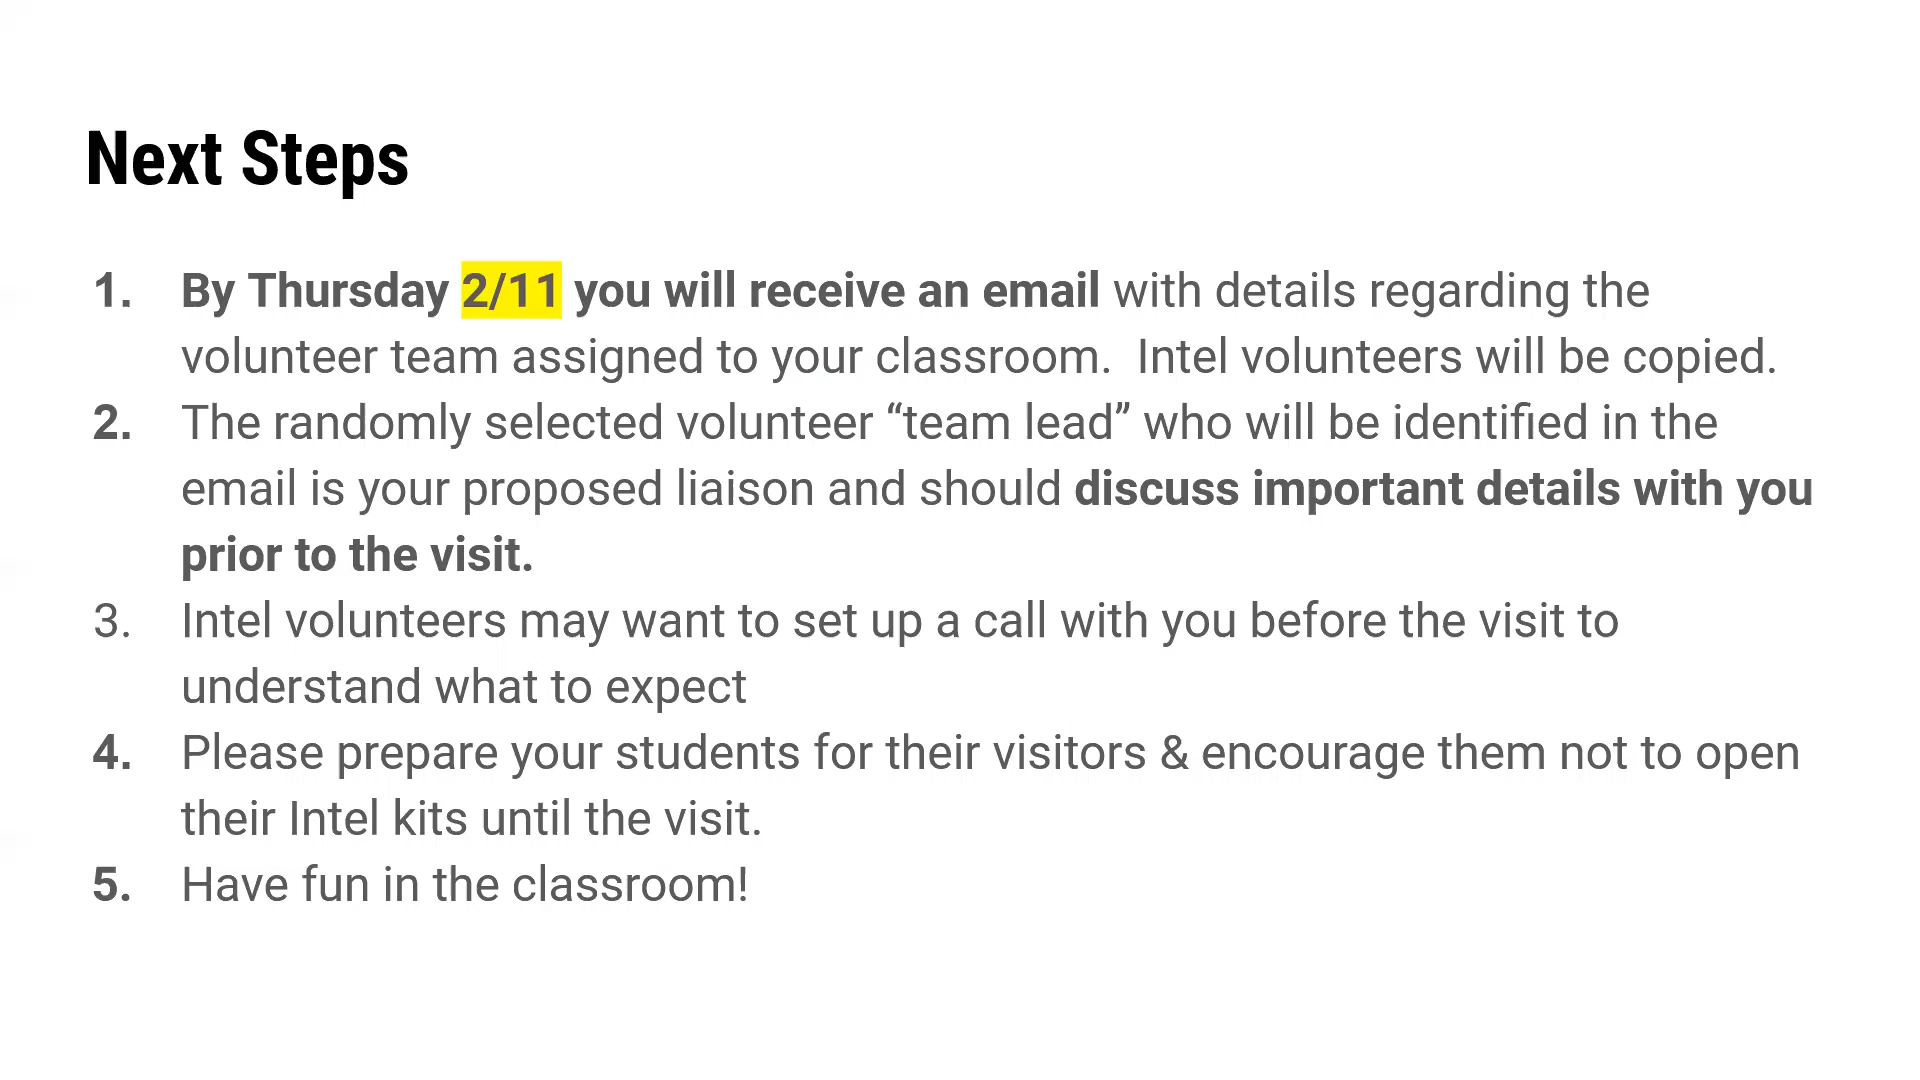 Next Steps
1. By Thursday 2/11 you will receive an email with details regarding the
volunteer team assigned to your classroom.  Intel volunteers will be copied.
2. The randomly selected volunteer “team lead” who will be identified in the
email is your proposed liaison and should discuss important details with you
prior to the visit.
3. Intel volunteers may want to set up a call with you before the visit to
understand what to expect
4. Please prepare your students for their visitors & encourage them not to open
their Intel kits until the visit.
5. Have fun in the classroom!